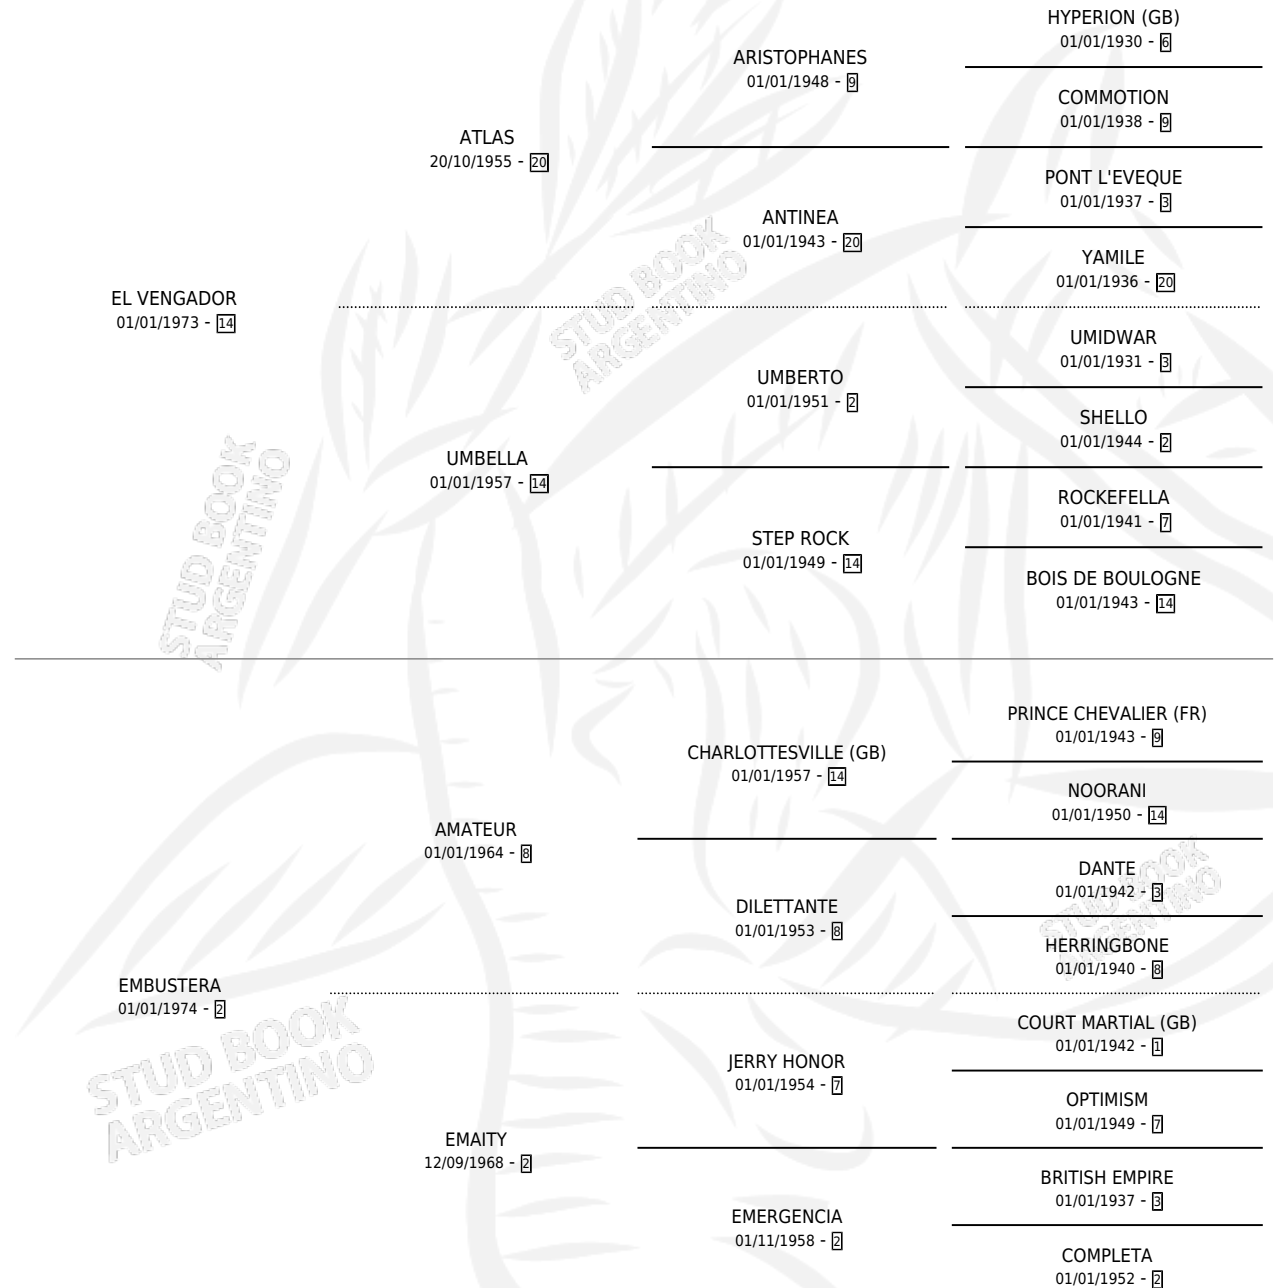 HYPERION (GB)
01/01/1930 - 6
ARISTOPHANES
01/01/1948 - 9
COMMOTION
01/01/1938 - 9
ATLAS
20/10/1955 - 20
PONT L'EVEQUE
01/01/1937 - 3
ANTINEA
01/01/1943 - 20
YAMILE
01/01/1936 - 20
EL VENGADOR
01/01/1973 - 14
UMIDWAR
01/01/1931 - 3
UMBERTO
01/01/1951 - 2
SHELLO
01/01/1944 - 2
UMBELLA
01/01/1957 - 14
ROCKEFELLA
01/01/1941 - 7
STEP ROCK
01/01/1949 - 14
BOIS DE BOULOGNE
01/01/1943 - 14
PRINCE CHEVALIER (FR)
01/01/1943 - 9
CHARLOTTESVILLE (GB)
01/01/1957 - 14
NOORANI
01/01/1950 - 14
AMATEUR
01/01/1964 - 8
DANTE
01/01/1942 - 3
DILETTANTE
01/01/1953 - 8
HERRINGBONE
01/01/1940 - 8
EMBUSTERA
01/01/1974 - 2
COURT MARTIAL (GB)
01/01/1942 - 1
JERRY HONOR
01/01/1954 - 7
OPTIMISM
01/01/1949 - 7
EMAITY
12/09/1968 - 2
BRITISH EMPIRE
01/01/1937 - 3
EMERGENCIA
01/11/1958 - 2
COMPLETA
01/01/1952 - 2
STUD BOOK
ARGENTINO
STUD BOOK
ARGENTINO
STUD BOOK
ARGENTINO
STUD BOOK
ARGENTINO